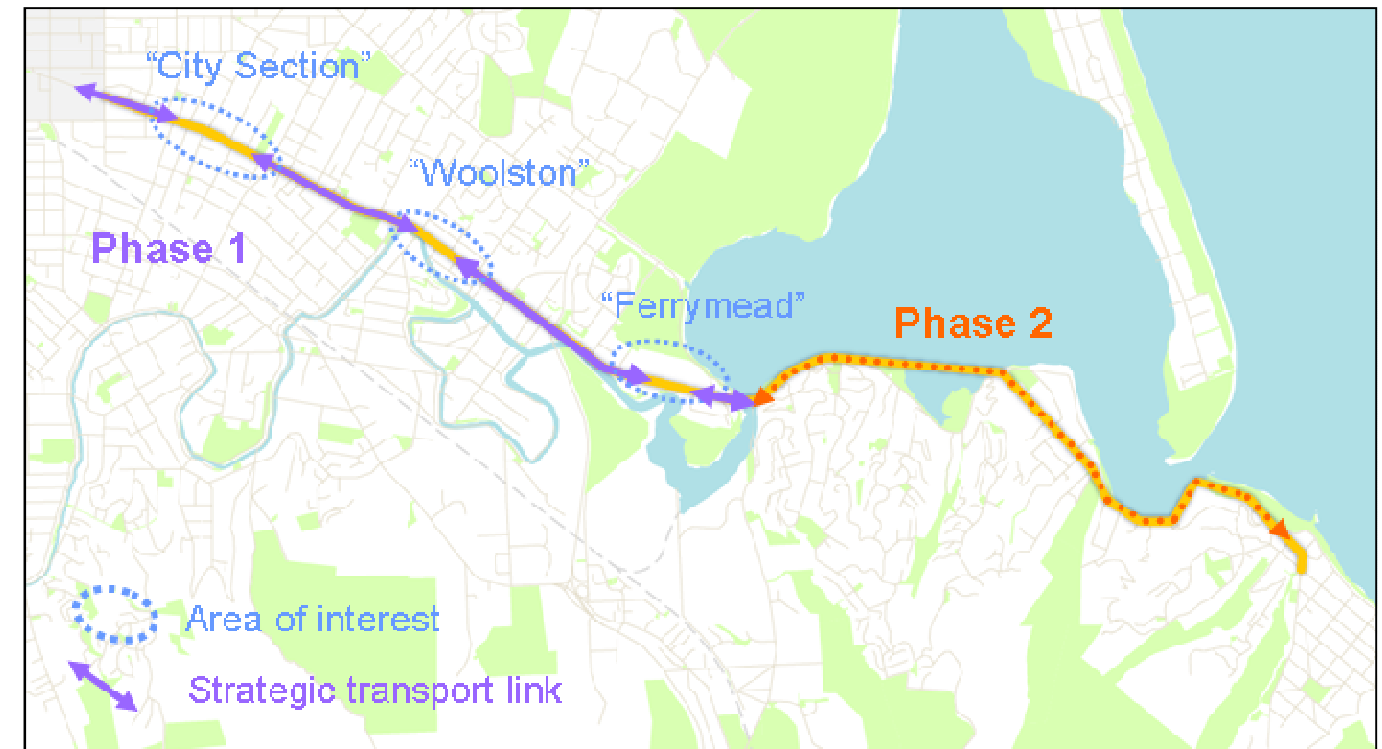 “City Section”
“Woolston”
Phase 1
“Ferrymead”
Phase 2
Area of interest
Strategic transport link